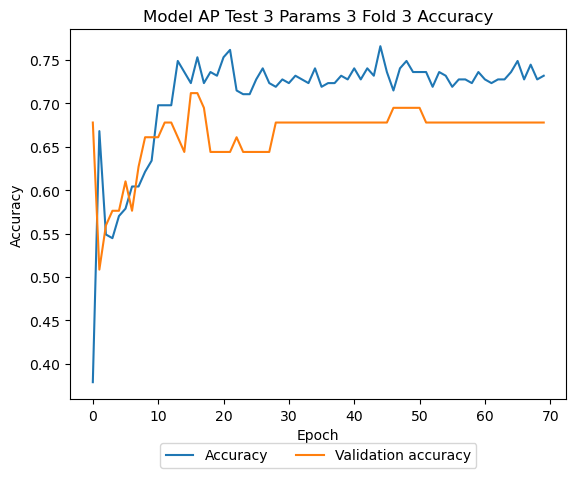 Model AP Test 3 Params 3 Fold 3 Accuracy
0.75
0.70
0.65
0.60
0.55
0.50
0.45
0.40
Accuracy
0 10 20 30 40 50 60 70
Epoch
Accuracy Validation accuracy